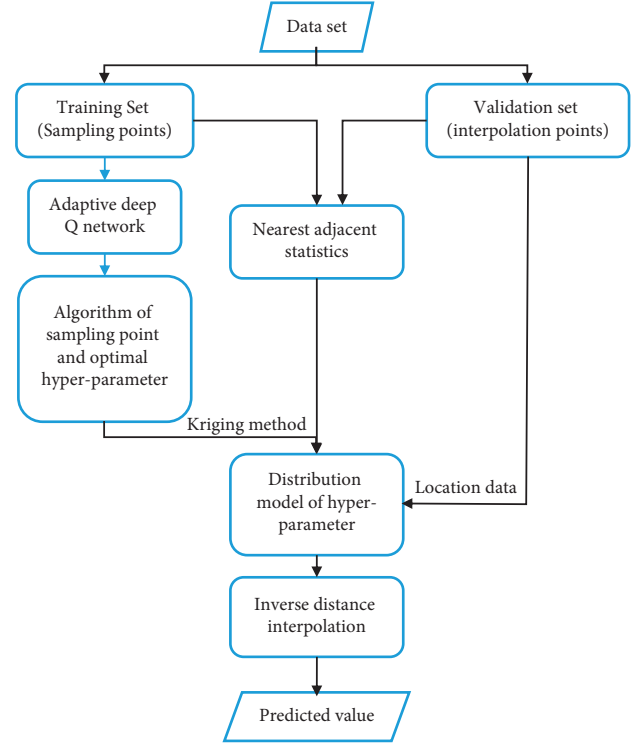 Data set
Training Set
(Sampling points)
Validation set
(interpolation points)
Adaptive deep
Q network
Nearest adjacent
statistics
Algorithm of
sampling point
and optimal
hyper-parameter
Kriging method
Distribution
model of hyper-
parameter
Location data
Inverse distance
interpolation
Predicted value